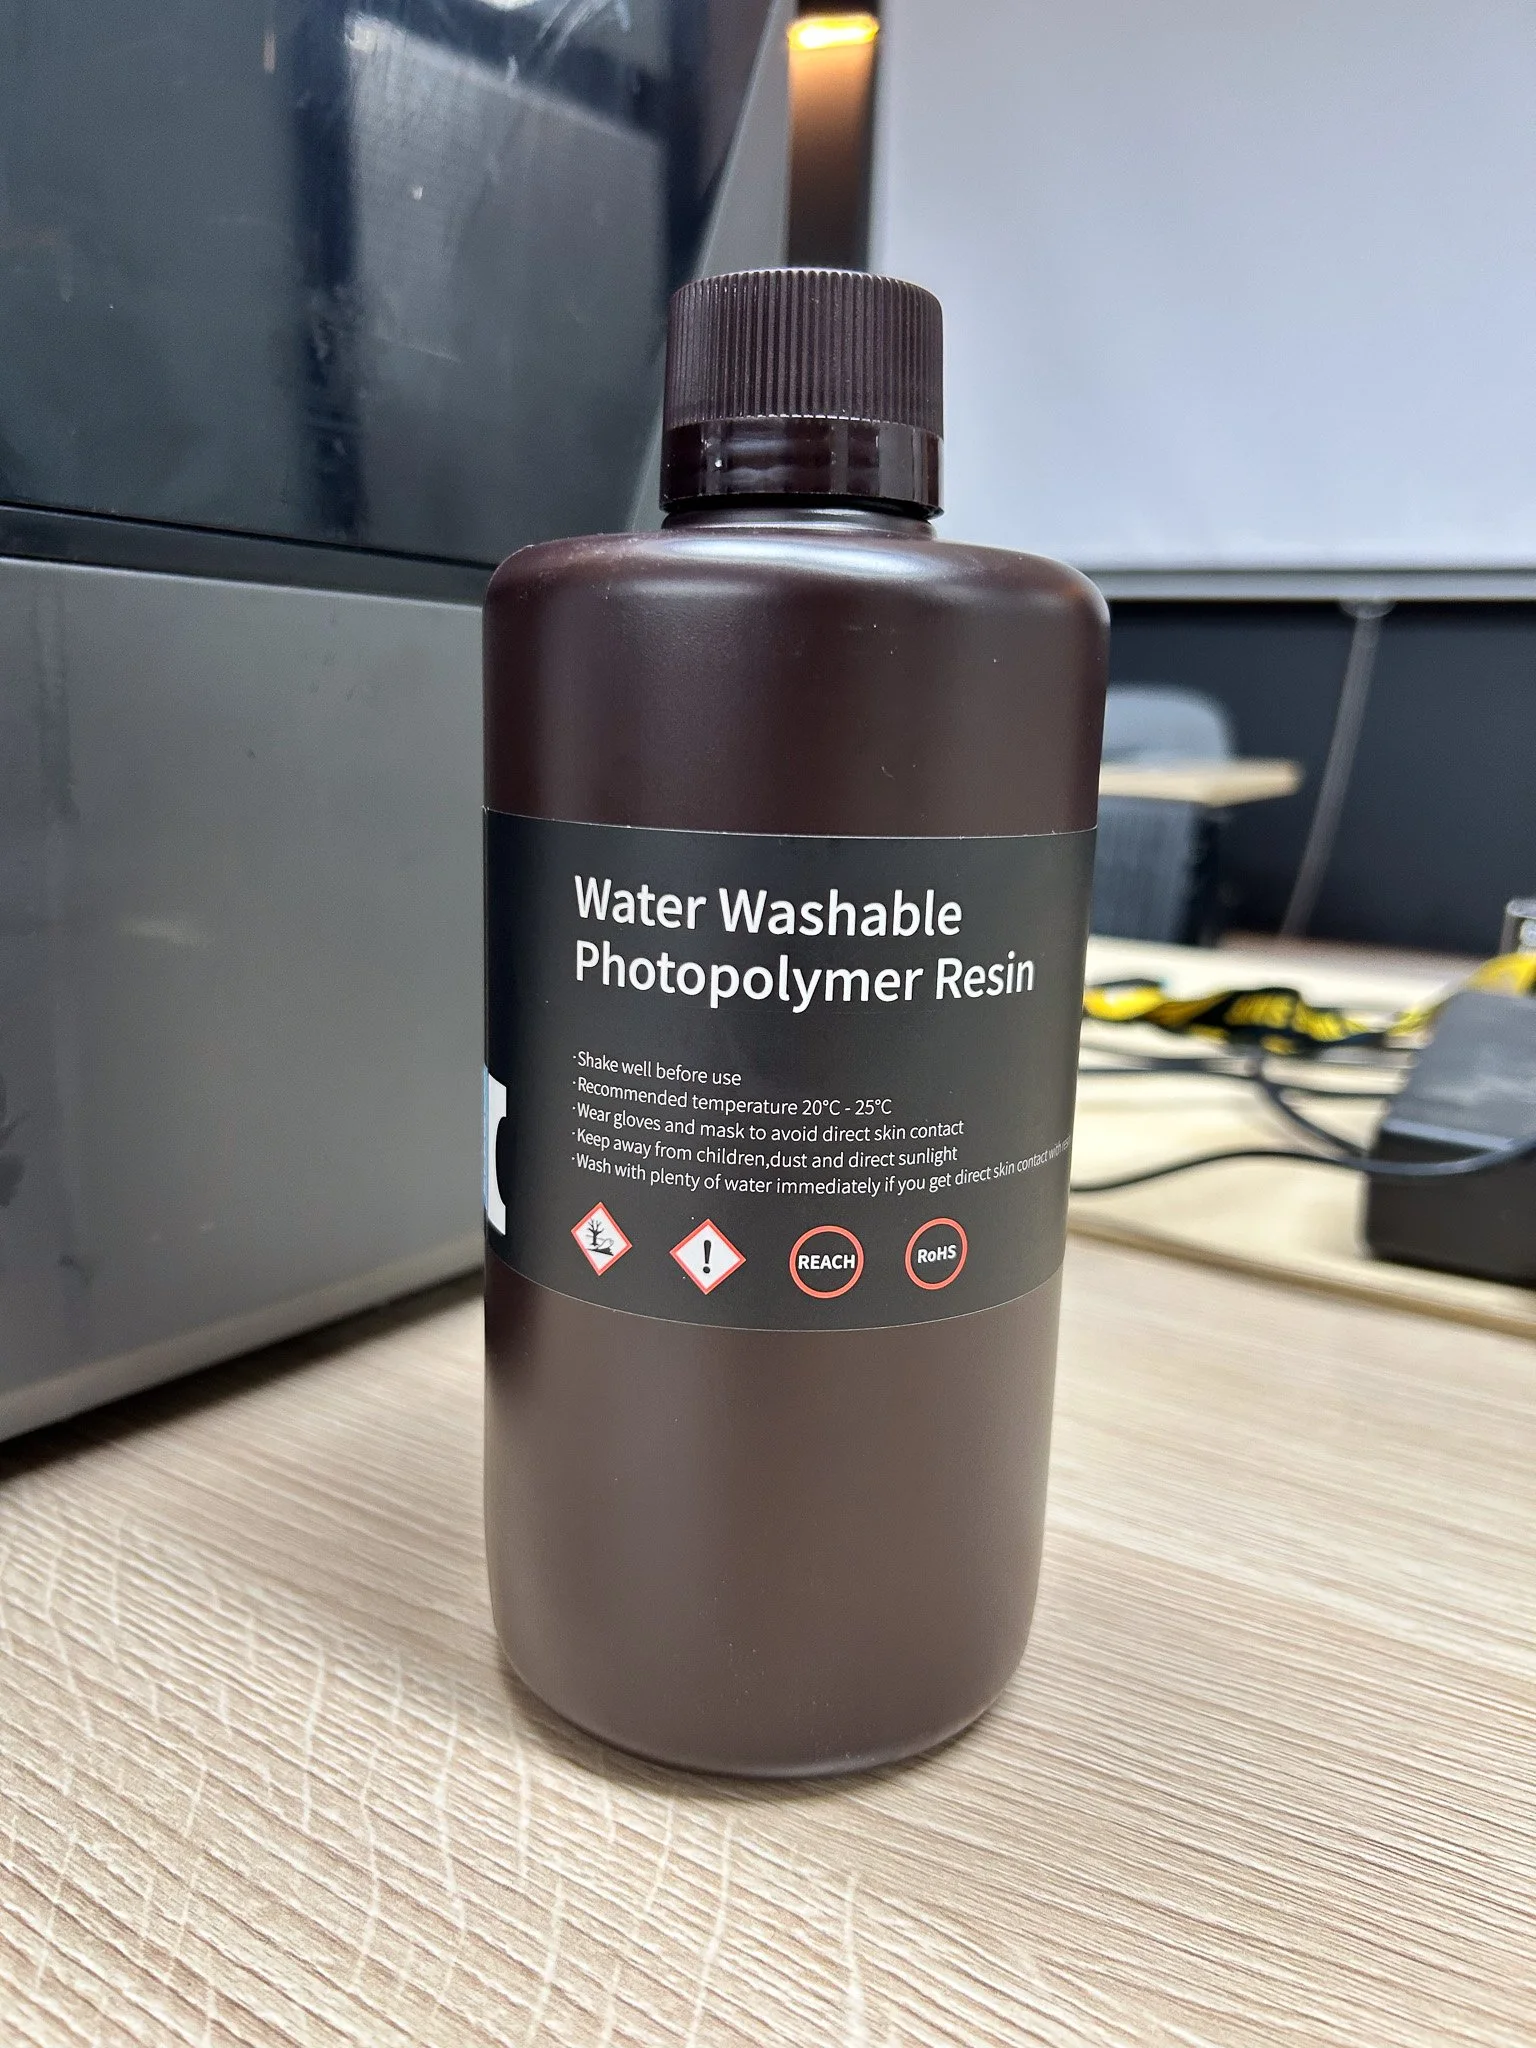 Water Washable
Photopolymer Resin
·Shake well before use
·Recommended temperature 20°C - 25°C
·Wear gloves and mask to avoid direct skin contact
·Keep away from children,dust and direct sunlight
·Wash with plenty of water immediately if you get direct skin contact with
!
REACH
RoHS